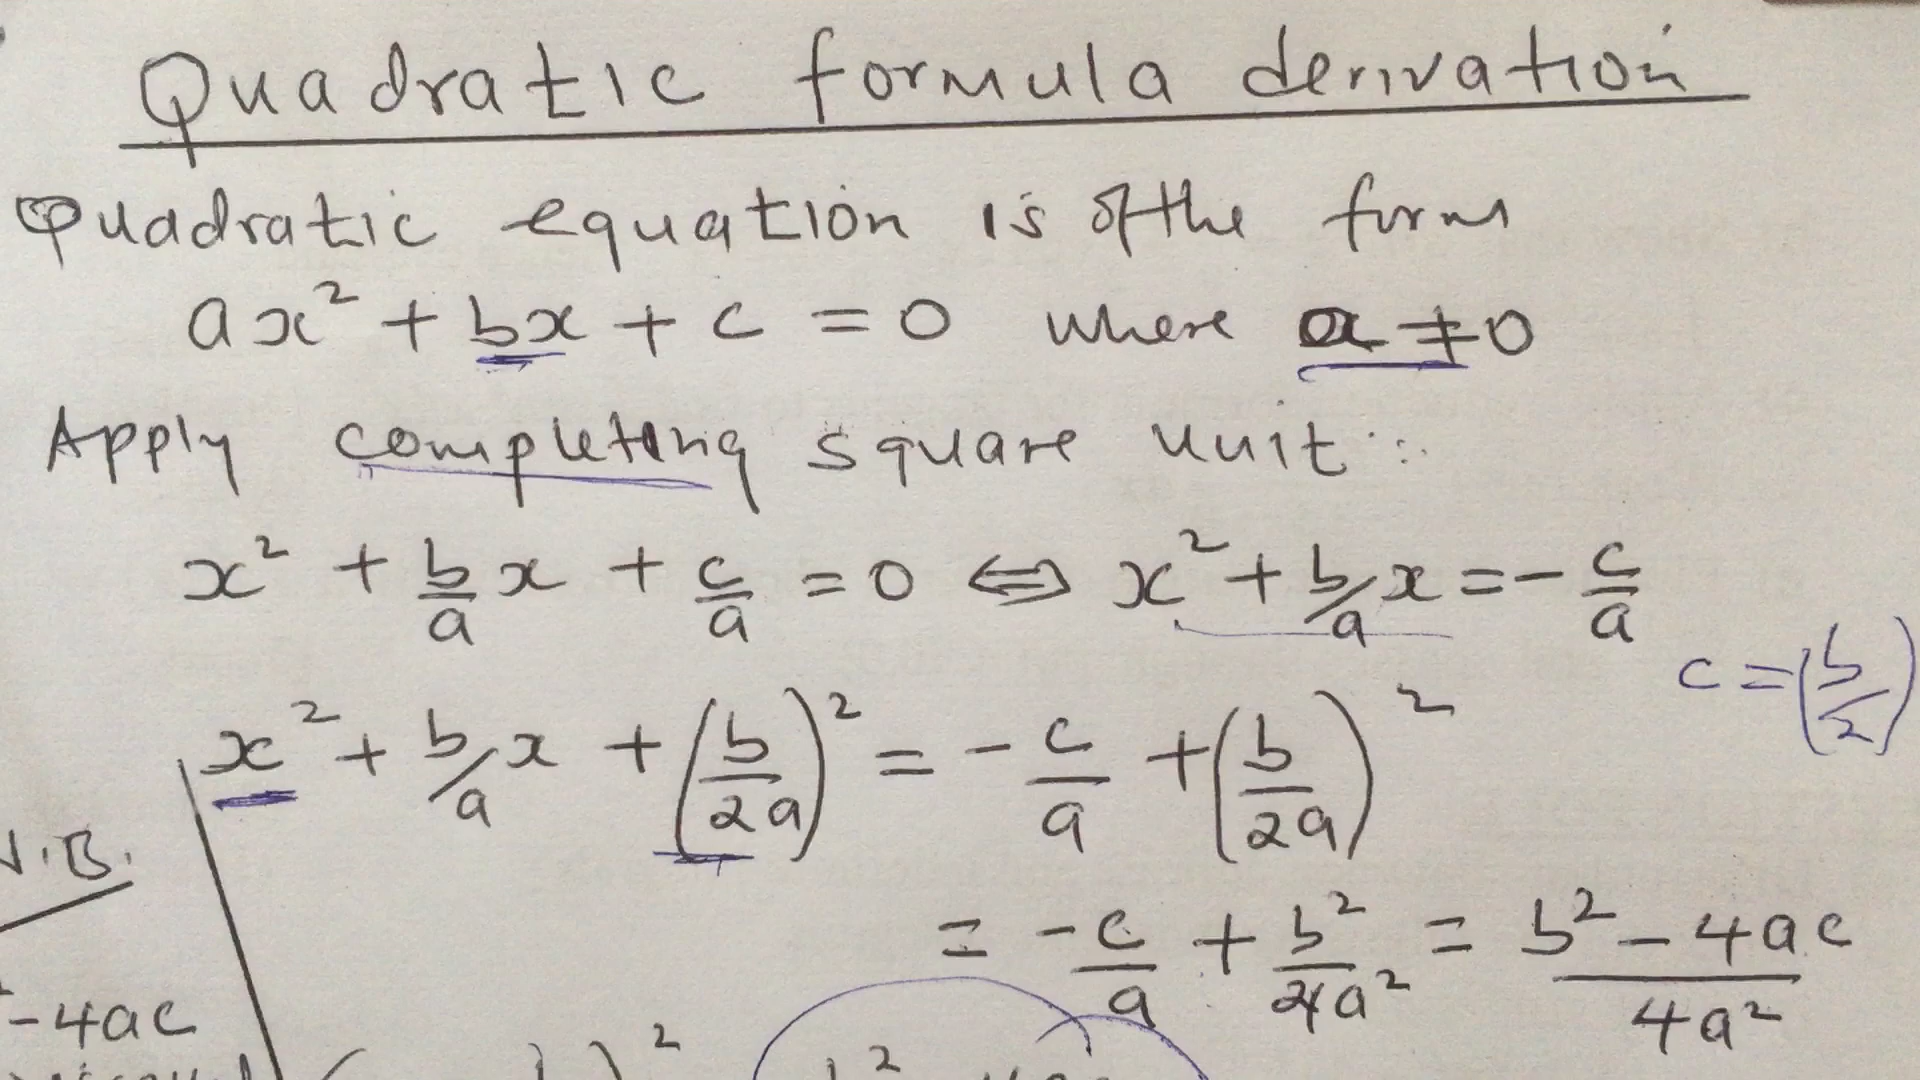 Quadratic formula derivation
Quadratic equation is of the form
ax² + bx + c = 0 where a ≠ 0
Apply completing square unit :.
x² + b/a x + c/a = 0 ⇔ x² + b/a x = - c/a
c = (b/2)
x² + b/a x + (b/2a)² = - c/a + (b/2a)²
N.B.
= - c/a + b²/4a² = b² - 4ac / 4a²
- 4ac